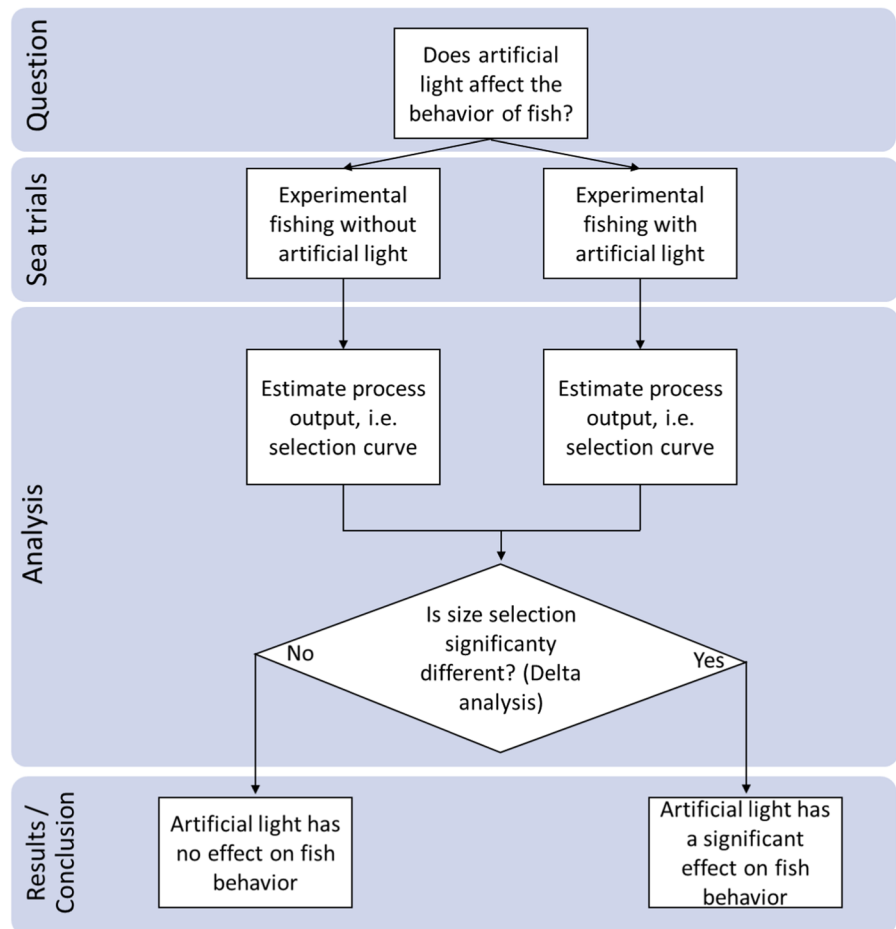 Question
Does artificial
light affect the
behavior of fish?
Sea trials
Experimental
fishing without
artificial light
Experimental
fishing with
artificial light
Analysis
Estimate process
output, i.e.
selection curve
Estimate process
output, i.e.
selection curve
Is size selection
significanty
different? (Delta
analysis)
No
Yes
Results /
Conclusion
Artificial light has
no effect on fish
behavior
Artificial light has
a significant
effect on fish
behavior